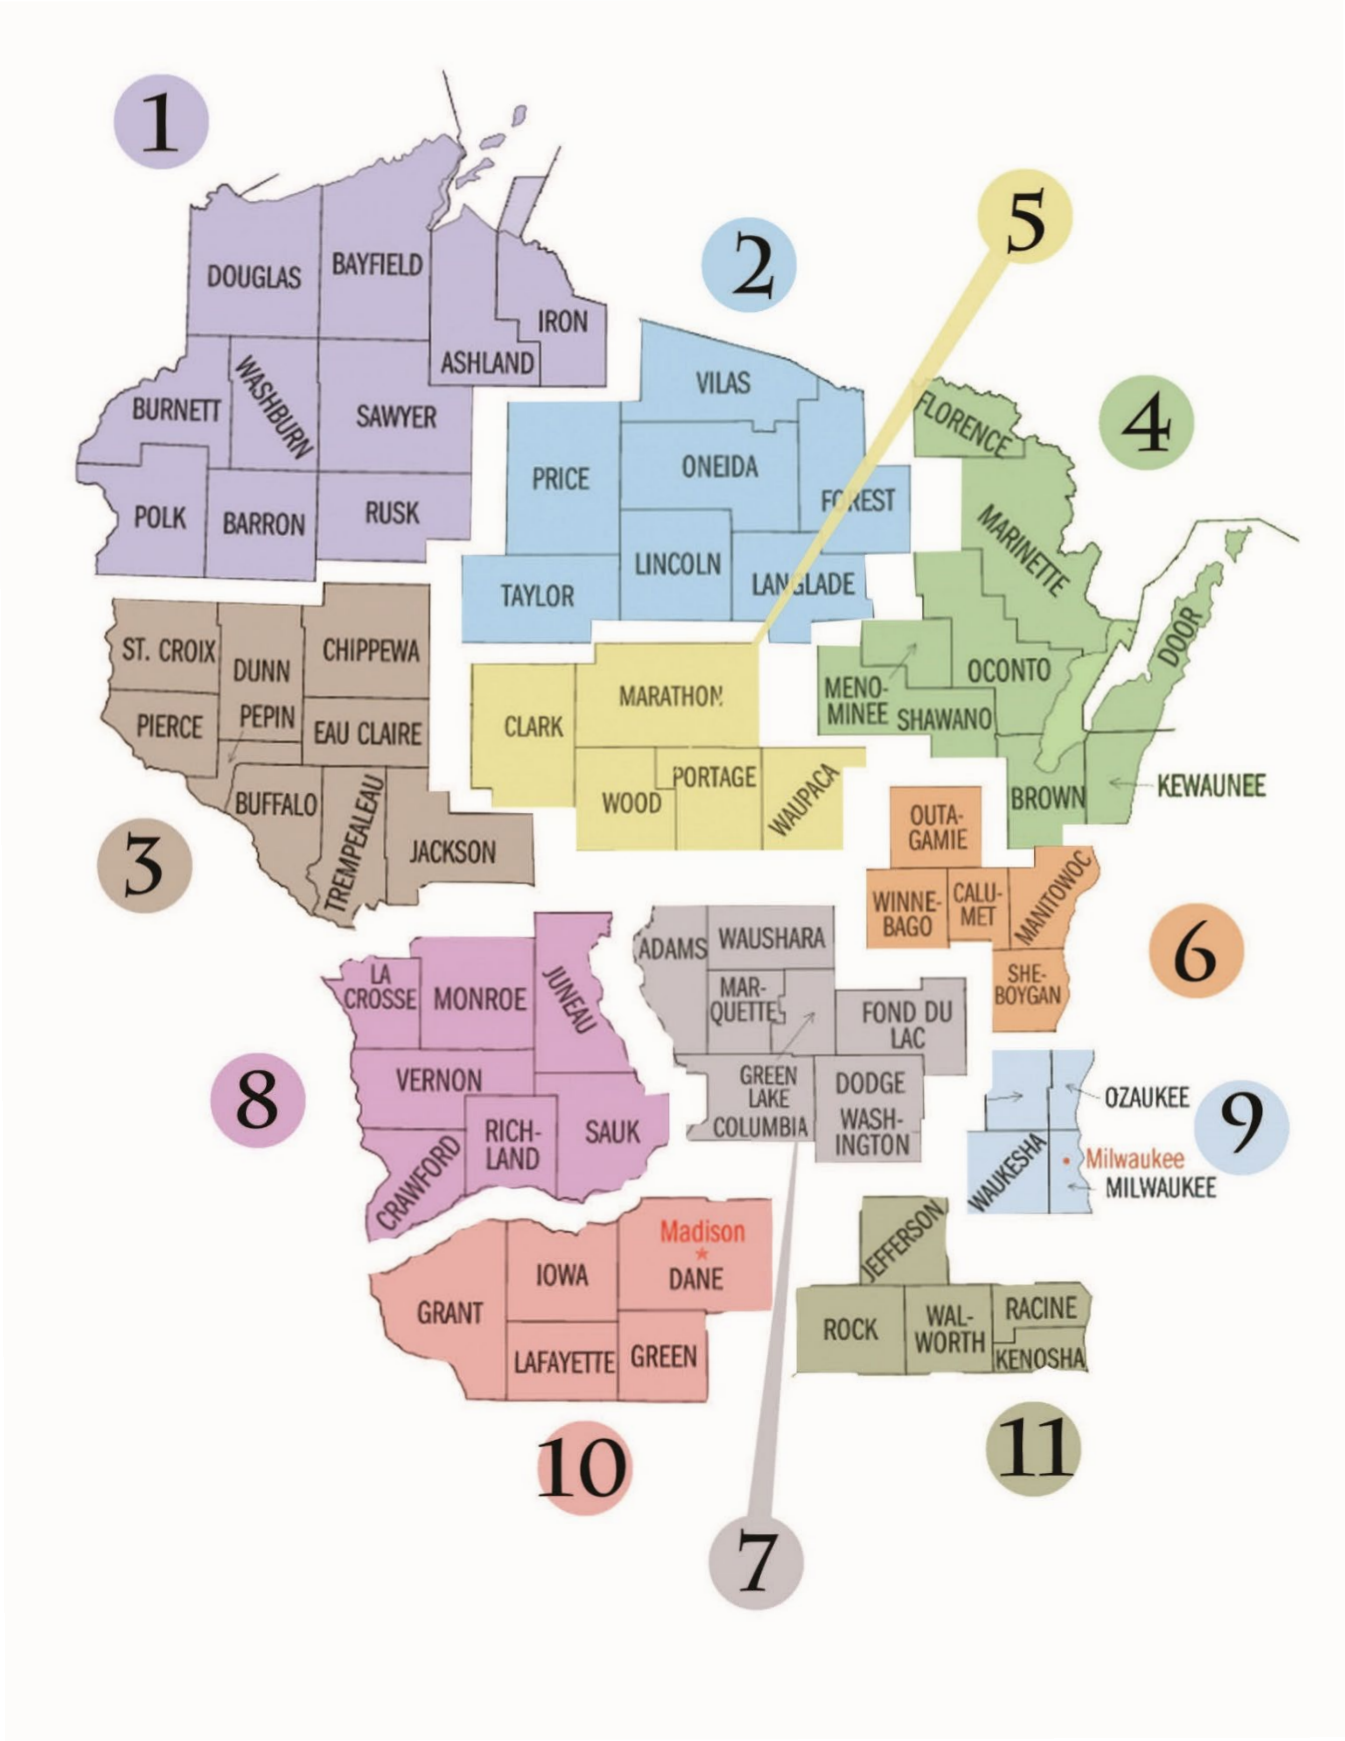 1
DOUGLAS
BAYFIELD
IRON
ASHLAND
BURNETT
WASHBURN
SAWYER
POLK
BARRON
RUSK
2
VILAS
PRICE
ONEIDA
FOREST
LINCOLN
LANGLADE
TAYLOR
5
4
FLORENCE
MARINETTE
DOOR
OCONTO
MENO-
MINEE
SHAWANO
BROWN
KEWAUNEE
ST. CROIX
DUNN
CHIPPEWA
PIERCE
PEPIN
EAU CLAIRE
BUFFALO
TREMPEALEAU
JACKSON
3
MARATHON
CLARK
WOOD
PORTAGE
WAUPACA
OUTA-
GAMIE
WINNE-
BAGO
CALU-
MET
MANITOWOC
SHE-
BOYGAN
6
LA
CROSSE
MONROE
JUNEAU
VERNON
RICH-
LAND
SAUK
CRAWFORD
8
ADAMS
WAUSHARA
MAR-
QUETTE
FOND DU
LAC
GREEN
LAKE
COLUMBIA
DODGE
WASH-
INGTON
OZAUKEE
9
WAUKESHA
Milwaukee
MILWAUKEE
Madison
*
DANE
IOWA
GRANT
LAFAYETTE
GREEN
10
JEFFERSON
ROCK
WAL-
WORTH
RACINE
KENOSHA
11
7